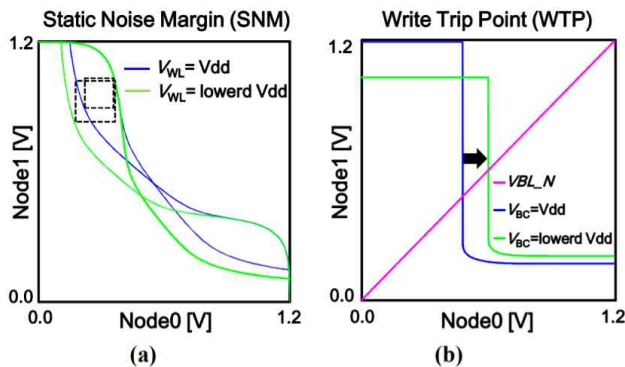 Static Noise Margin (SNM)
1.2
V_WL= Vdd
V_WL= lowerd Vdd
Node1 [V]
0.0
0.0
1.2
Node0 [V]
(a)
Write Trip Point (WTP)
1.2
Node1 [V]
VBL_N
V_BC=Vdd
V_BC=lowerd Vdd
0.0
0.0
1.2
Node0 [V]
(b)